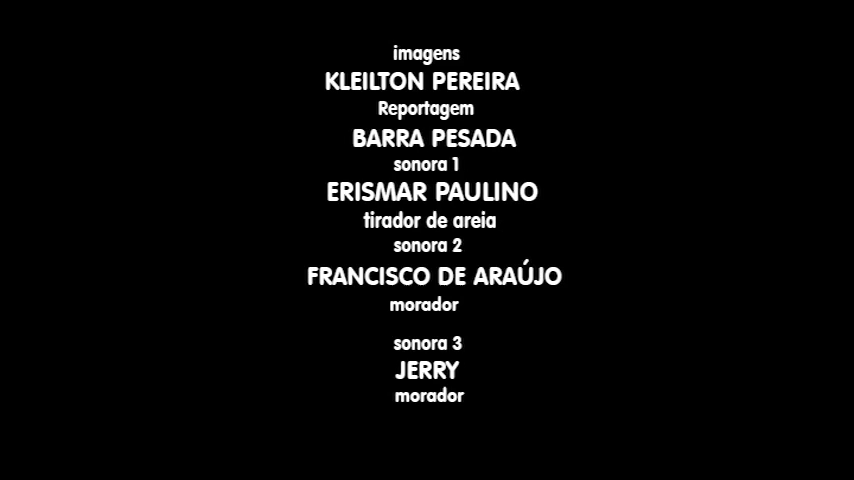 imagens
KLEILTON PEREIRA
Reportagem
BARRA PESADA
sonora 1
ERISMAR PAULINO
tirador de areia
sonora 2
FRANCISCO DE ARAÚJO
morador
sonora 3
JERRY
morador